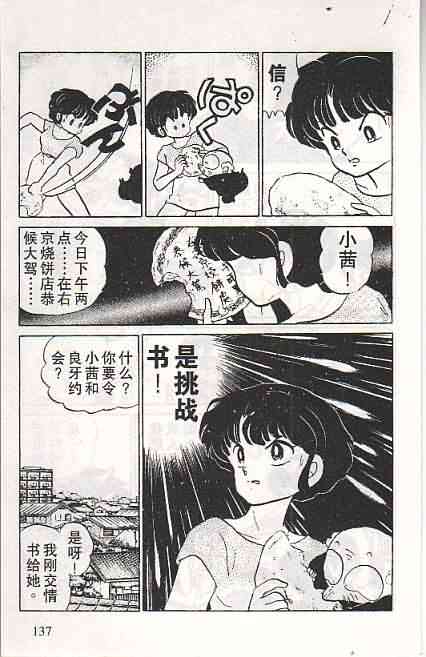 信？
ぱく
小茜！
今日下午两
点……在右
京烧饼店恭
候大驾……
是挑战
书！
什么？
你要令
小茜和
良牙约
会？
是呀！
我刚交情
书给她。
137